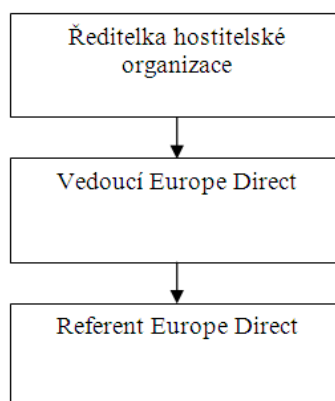 Ředitelka hostitelské
organizace
Vedoucí Europe Direct
Referent Europe Direct